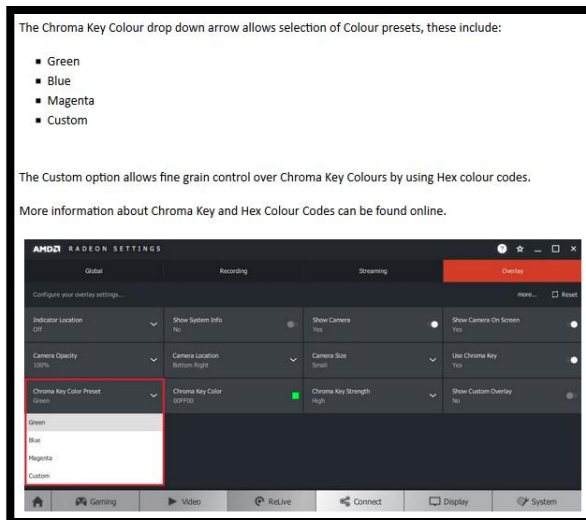 The Chroma Key Colour drop down arrow allows selection of Colour presets, these include:
▪ Green
▪ Blue
▪ Magenta
▪ Custom
The Custom option allows fine grain control over Chroma Key Colours by using Hex colour codes.
More information about Chroma Key and Hex Colour Codes can be found online.
AMD RADEON SETTINGS
Global Recording Streaming Overlay
Configure your overlay settings... more... Reset
Indicator Location Show System Info Show Camera Show Camera On Screen
Off No Yes Yes
Camera Opacity Camera Location Camera Size Use Chroma Key
100% Bottom Right Small Yes
Chroma Key Color Preset Chroma Key Color Chroma Key Strength Show Custom Overlay
Green 00FF00 High No
Green
Blue
Magenta
Custom
Gaming Video ReLive Connect Display System